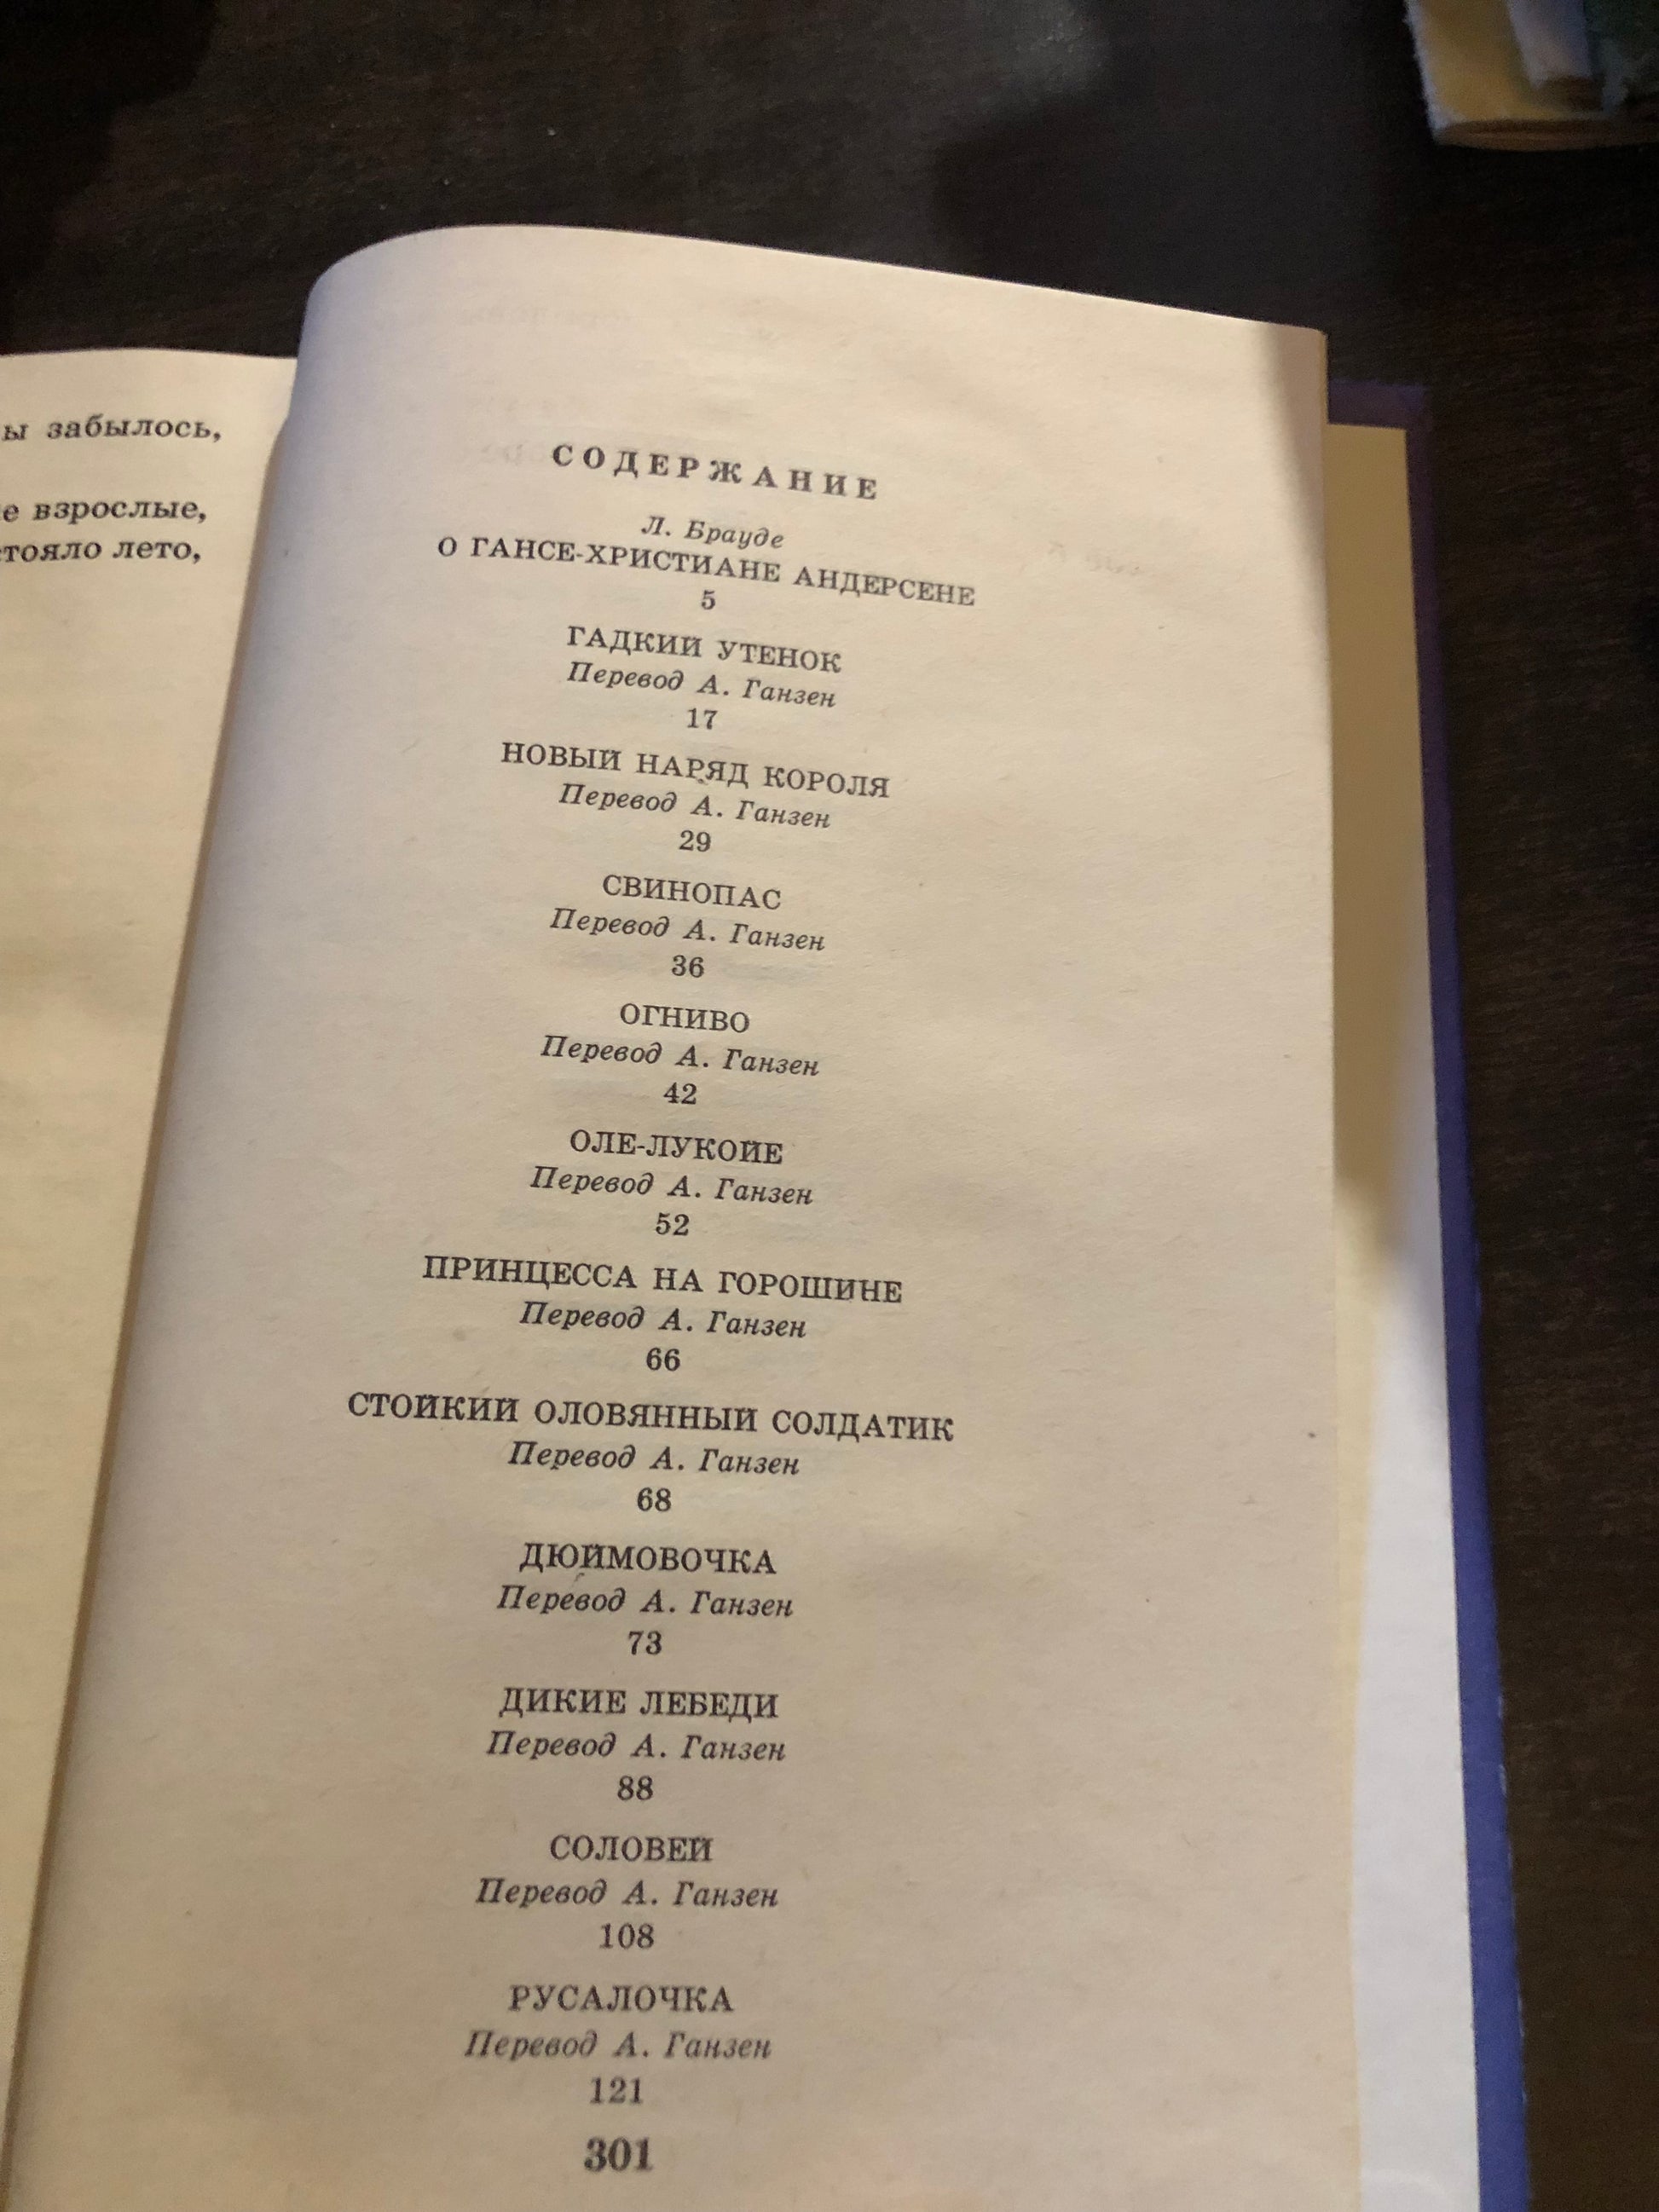 ы забылось,
е взрослые,
тояло лето,
СОДЕРЖАНИЕ
Л. Брауде
О ГАНСЕ-ХРИСТИАНЕ АНДЕРСЕНЕ
5
ГАДКИЙ УТЕНОК
Перевод А. Ганзен
17
НОВЫЙ НАРЯД КОРОЛЯ
Перевод А. Ганзен
29
СВИНОПАС
Перевод А. Ганзен
36
ОГНИВО
Перевод А. Ганзен
42
ОЛЕ-ЛУКОЙЕ
Перевод А. Ганзен
52
ПРИНЦЕССА НА ГОРОШИНЕ
Перевод А. Ганзен
66
СТОЙКИЙ ОЛОВЯННЫЙ СОЛДАТИК
Перевод А. Ганзен
68
ДЮЙМОВОЧКА
Перевод А. Ганзен
73
ДИКИЕ ЛЕБЕДИ
Перевод А. Ганзен
88
СОЛОВЕЙ
Перевод А. Ганзен
108
РУСАЛОЧКА
Перевод А. Ганзен
121
301